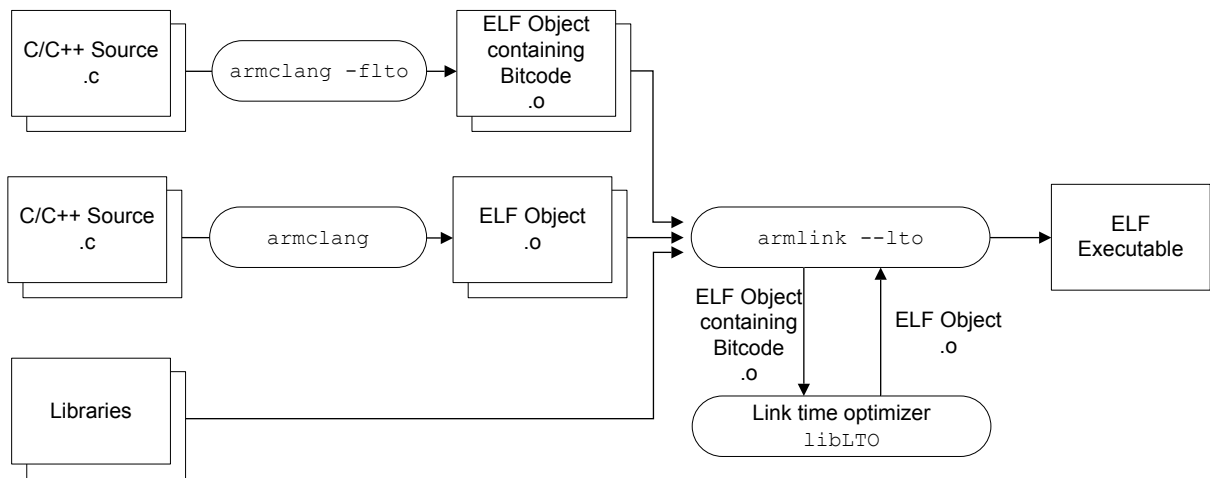 C/C++ Source
.c
armclang -flto
ELF Object
containing
Bitcode
.o
C/C++ Source
.c
armclang
ELF Object
.o
armlink --lto
ELF
Executable
ELF Object
containing
Bitcode
.o
ELF Object
.o
Libraries
Link time optimizer
libLTO